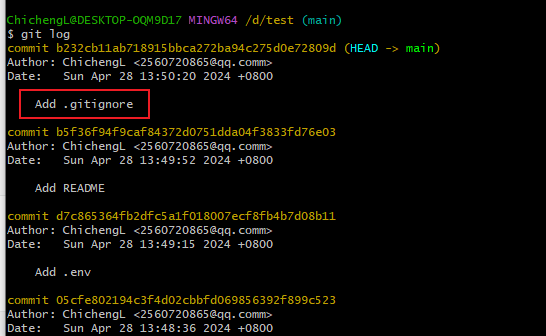 ChichengL@DESKTOP-OQM9D17 MINGW64 /d/test (main)
$ git log
commit b232cb11ab718915bbca272ba94c275d0e72809d (HEAD -> main)
Author: ChichengL <2560720865@qq.comm>
Date:   Sun Apr 28 13:50:20 2024 +0800
Add .gitignore
commit b5f36f94f9caf84372d0751dda04f3833fd76e03
Author: ChichengL <2560720865@qq.comm>
Date:   Sun Apr 28 13:49:52 2024 +0800
Add README
commit d7c865364fb2dfc5a1f018007ecf8fb4b7d08b11
Author: ChichengL <2560720865@qq.comm>
Date:   Sun Apr 28 13:49:15 2024 +0800
Add .env
commit 05cfe802194c3f4d02cbbfd069856392f899c523
Author: ChichengL <2560720865@qq.comm>
Date:   Sun Apr 28 13:48:36 2024 +0800